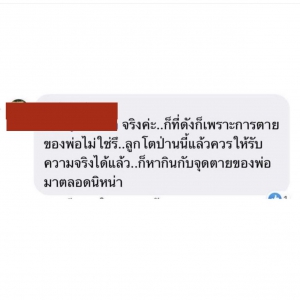 จริงค่ะ..ก็ที่ดังก็เพราะการตาย
ของพ่อไม่ใช่รึ..ลูกโตป่านนี้แล้วควรให้รับ
ความจริงได้แล้ว..ก็หากินกับจุดตายของพ่อ
มาตลอดนิหน่า